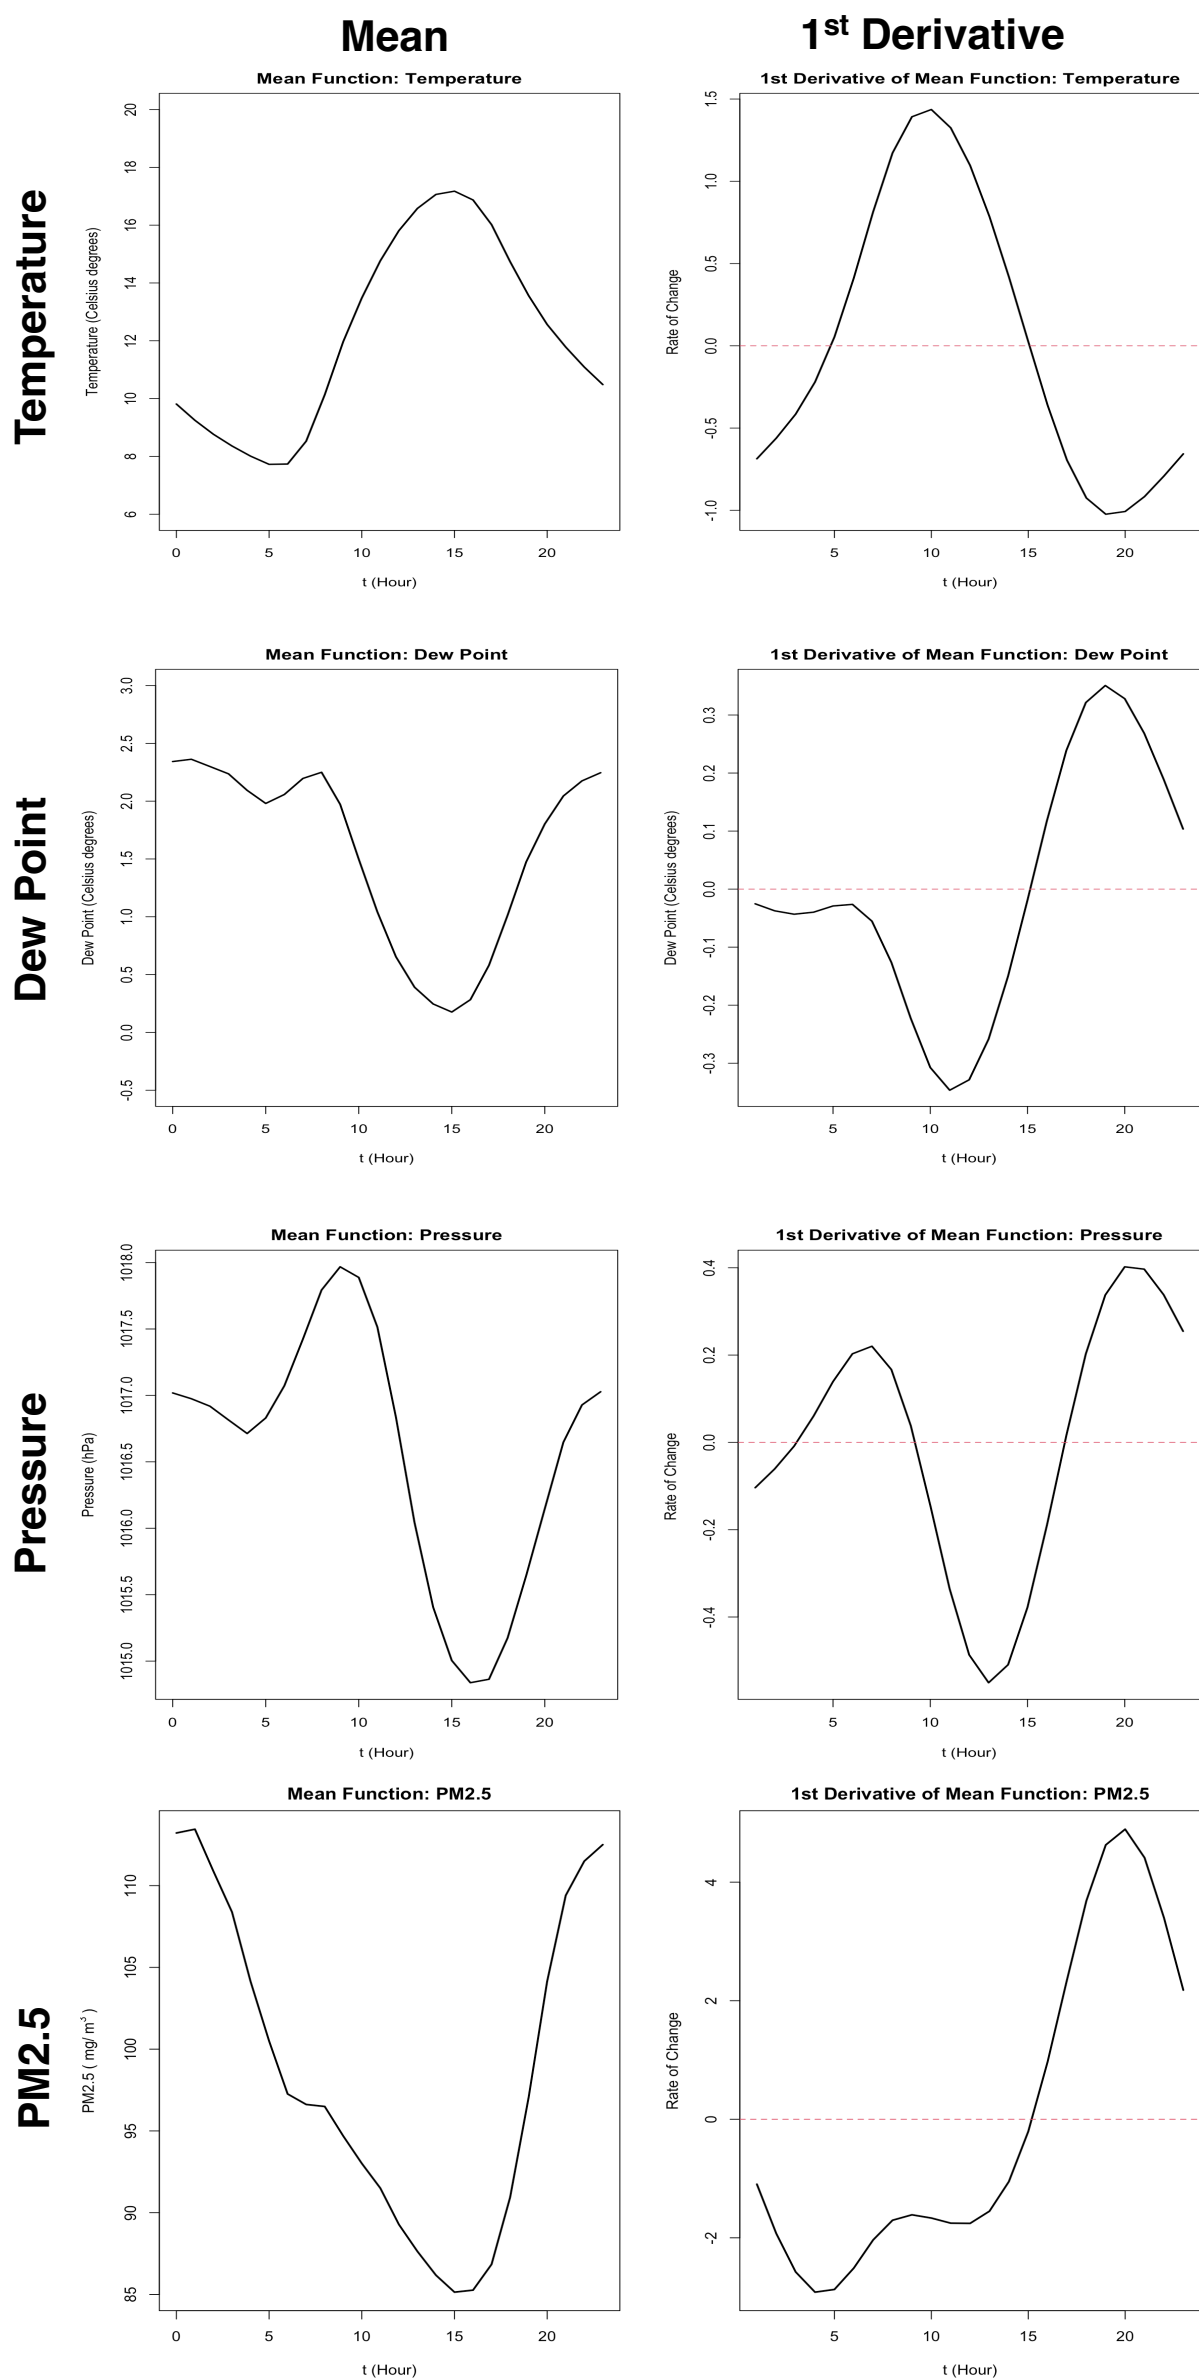 Mean
1st Derivative
Temperature
Mean Function: Temperature
Temperature (Celsius degrees)
20
18
16
14
12
10
8
6
0 5 10 15 20
t (Hour)
1st Derivative of Mean Function: Temperature
Rate of Change
1.5
1.0
0.5
0.0
-0.5
-1.0
5 10 15 20
t (Hour)
Dew Point
Mean Function: Dew Point
Dew Point (Celsius degrees)
3.0
2.5
2.0
1.5
1.0
0.5
0.0
-0.5
0 5 10 15 20
t (Hour)
1st Derivative of Mean Function: Dew Point
Dew Point (Celsius degrees)
0.3
0.2
0.1
0.0
-0.1
-0.2
-0.3
5 10 15 20
t (Hour)
Pressure
Mean Function: Pressure
Pressure (hPa)
1018.0
1017.5
1017.0
1016.5
1016.0
1015.5
1015.0
0 5 10 15 20
t (Hour)
1st Derivative of Mean Function: Pressure
Rate of Change
0.4
0.2
0.0
-0.2
-0.4
5 10 15 20
t (Hour)
PM2.5
Mean Function: PM2.5
PM2.5 ( mg/ m³ )
110
105
100
95
90
85
0 5 10 15 20
t (Hour)
1st Derivative of Mean Function: PM2.5
Rate of Change
4
2
0
-2
5 10 15 20
t (Hour)